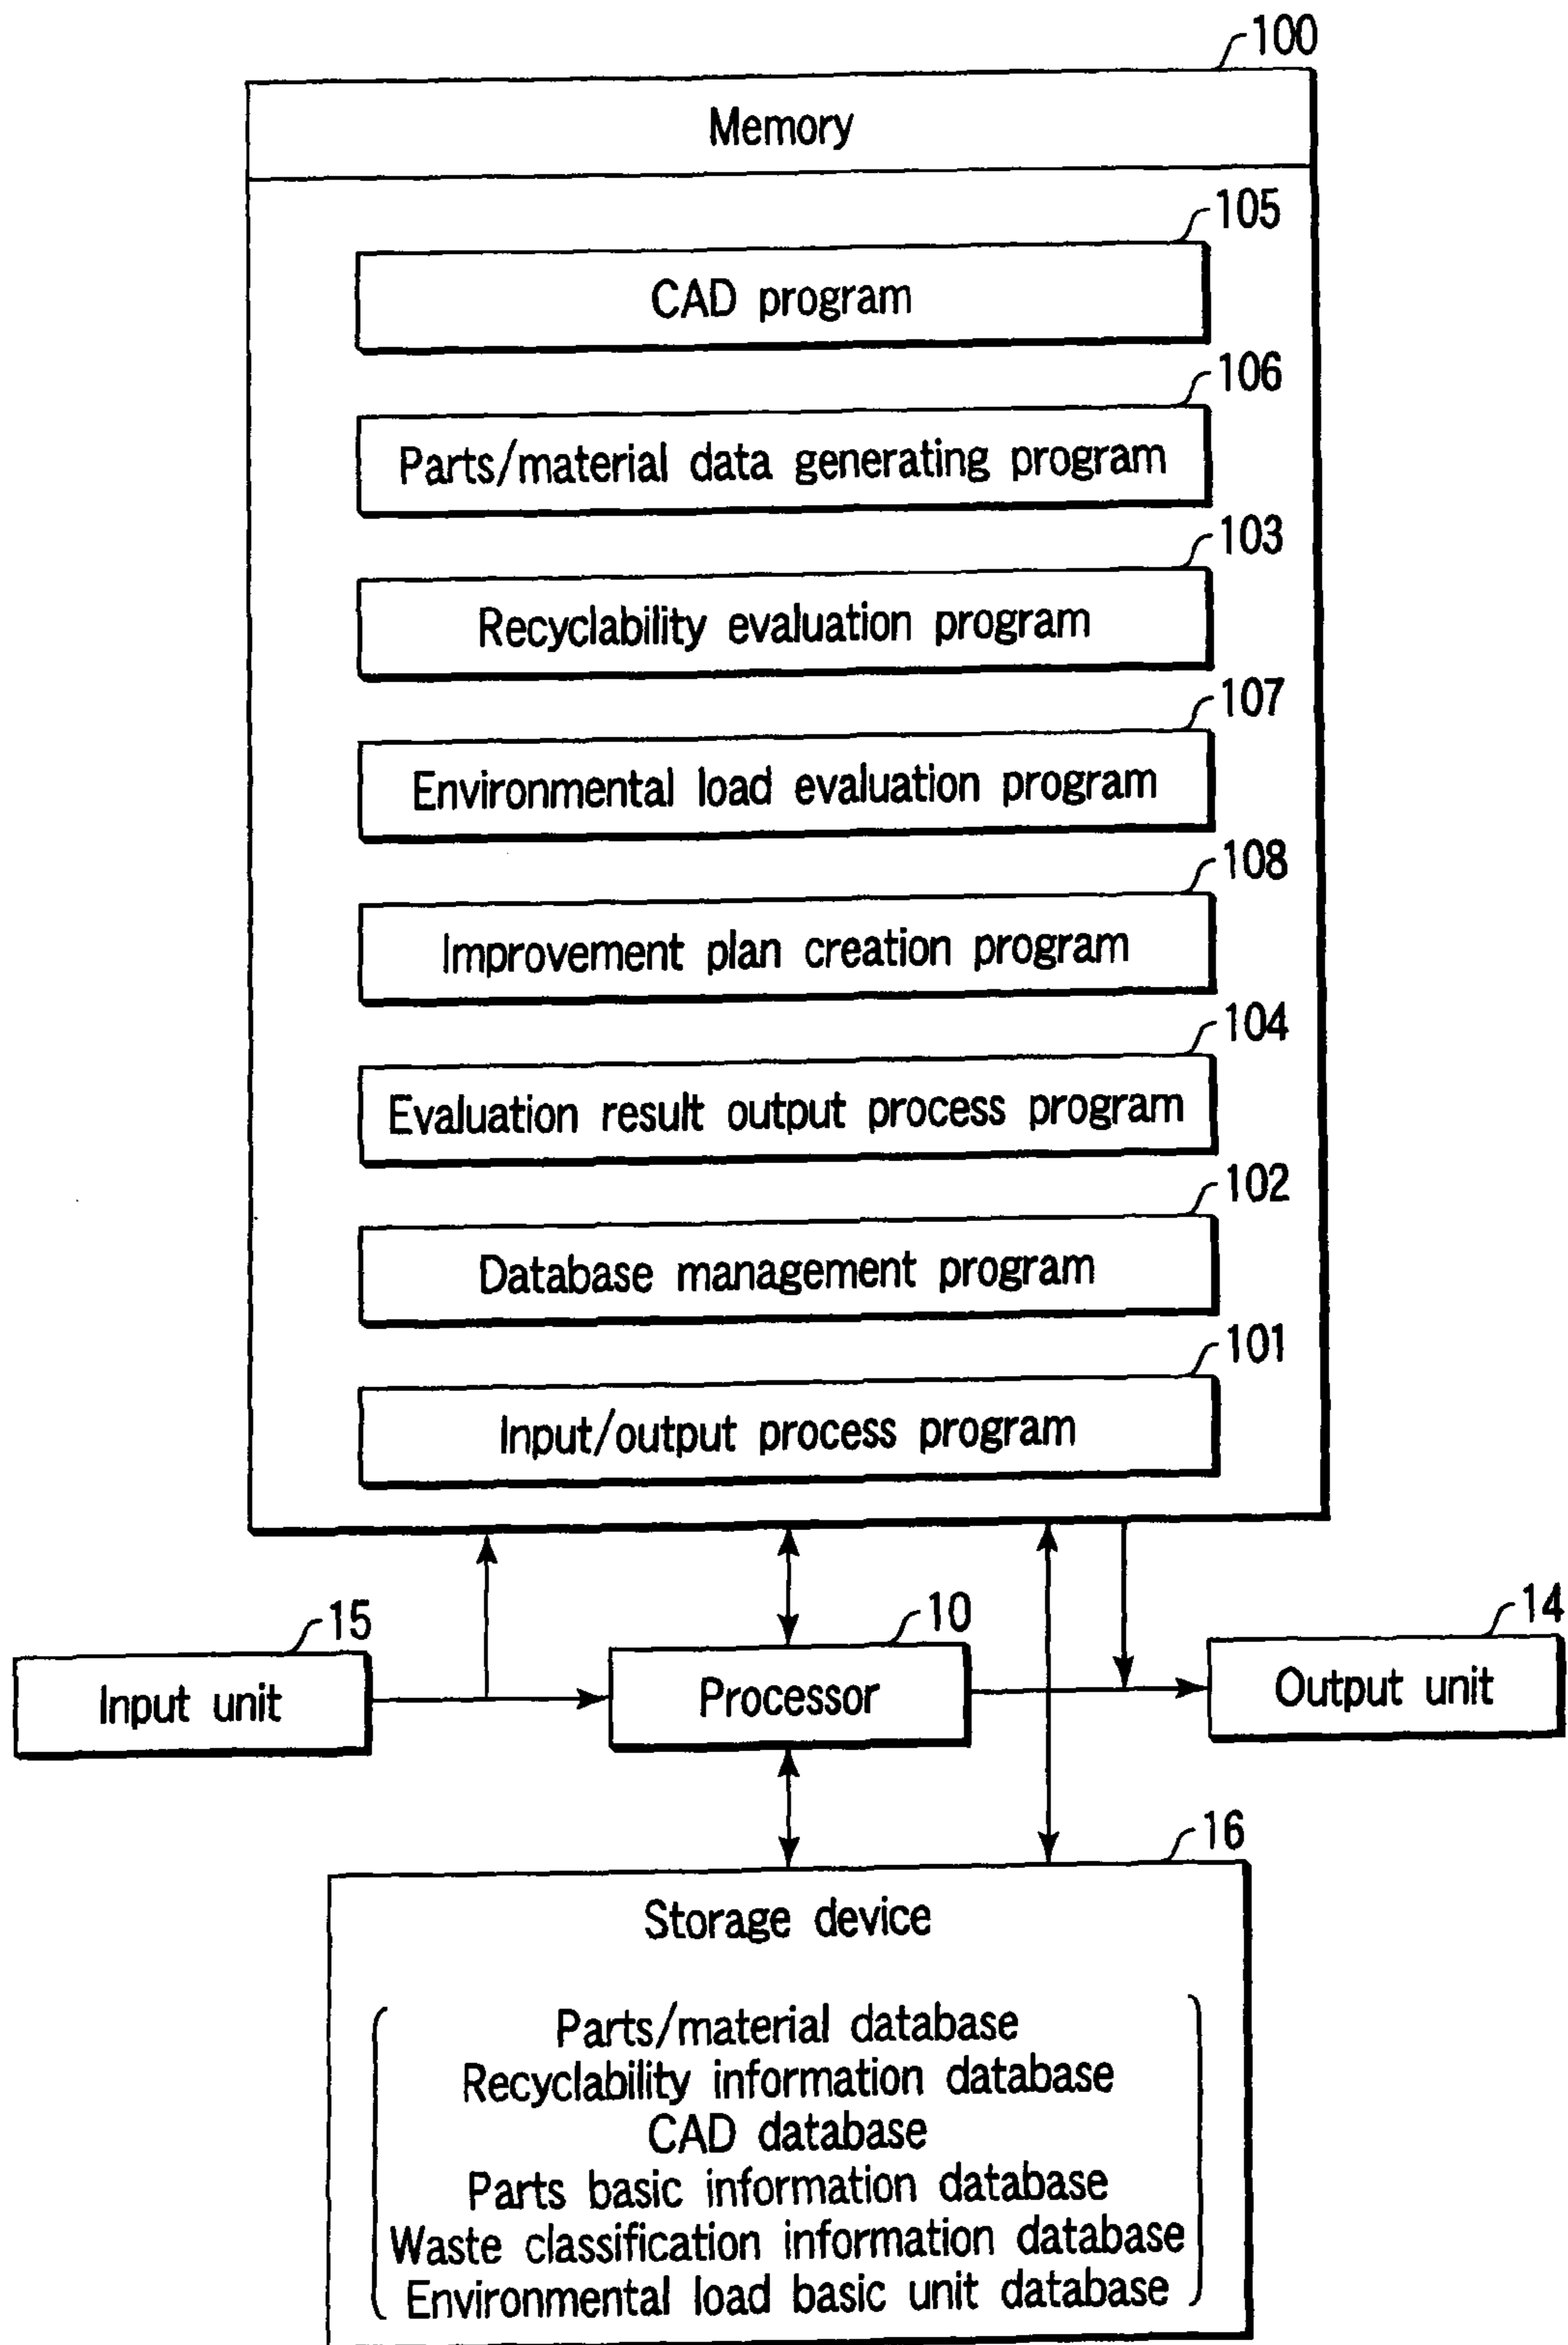 100
Memory
105
CAD program
106
Parts/material data generating program
103
Recyclability evaluation program
107
Environmental load evaluation program
108
Improvement plan creation program
104
Evaluation result output process program
102
Database management program
101
Input/output process program
15
Input unit
10
Processor
14
Output unit
16
Storage device
Parts/material database
Recyclability information database
CAD database
Parts basic information database
Waste classification information database
Environmental load basic unit database